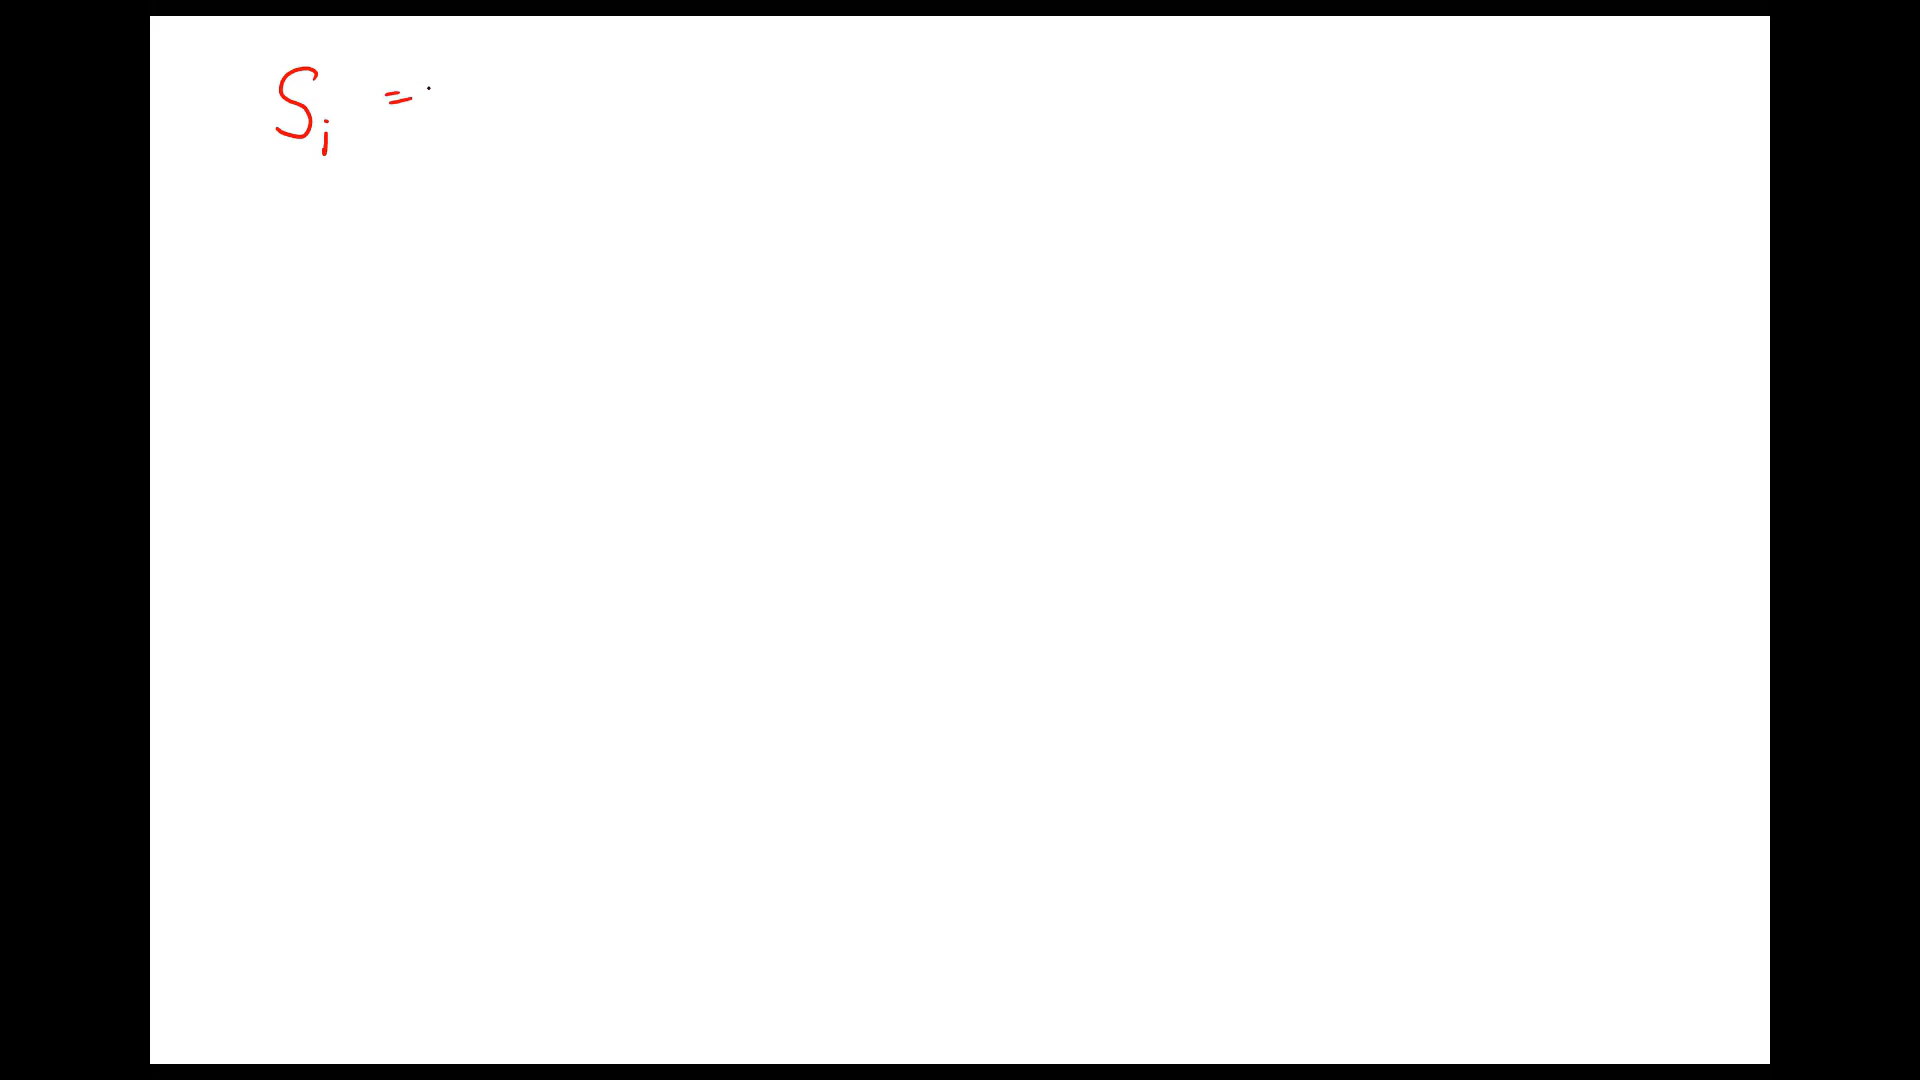 Sᵢ =